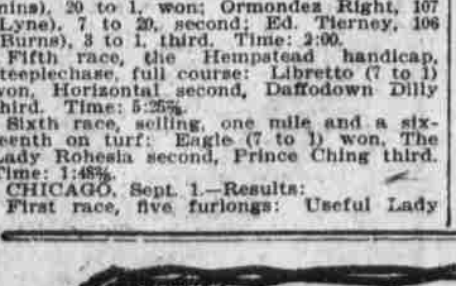 nins), 20 to 1, won; Ormondes Right, 107
Lyne), 7 to 20, second; Ed. Tierney, 106
Burns), 3 to 1, third. Time: 2:00.
Fifth race, the Hempstead handicap,
teeplechase, full course: Libretto (7 to 1)
won, Horizontal second, Daffodown Dilly
hird. Time: 5:25⅗.
Sixth race, selling, one mile and a six-
eenth on turf: Eagle (7 to 1) won, The
Lady Rohesia second, Prince Ching third.
Time: 1:48⅗.
CHICAGO, Sept. 1.—Results:
First race, five furlongs: Useful Lady